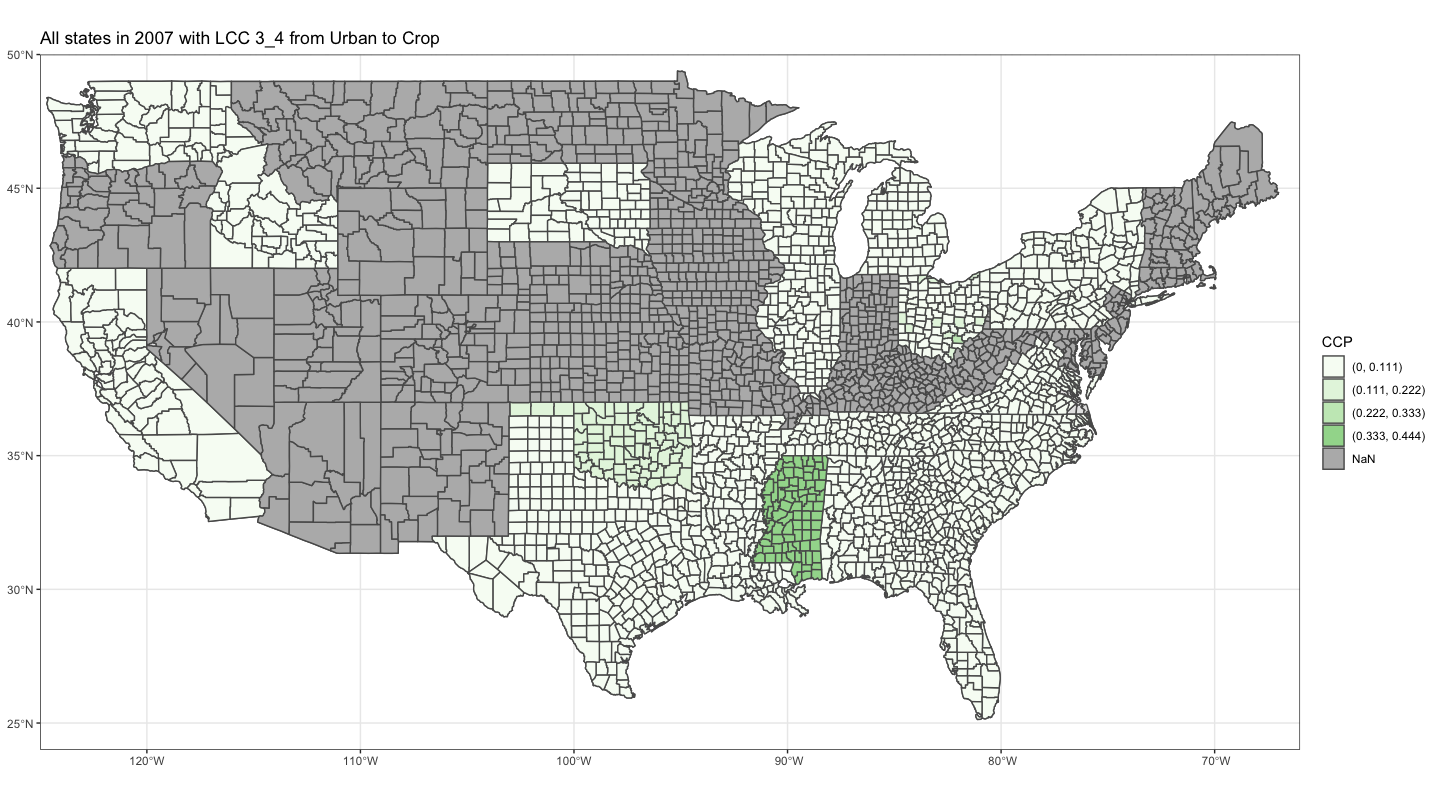 All states in 2007 with LCC 3_4 from Urban to Crop
50°N
45°N
40°N
35°N
30°N
25°N
120°W
110°W
100°W
90°W
80°W
70°W
CCP
(0, 0.111)
(0.111, 0.222)
(0.222, 0.333)
(0.333, 0.444)
NaN